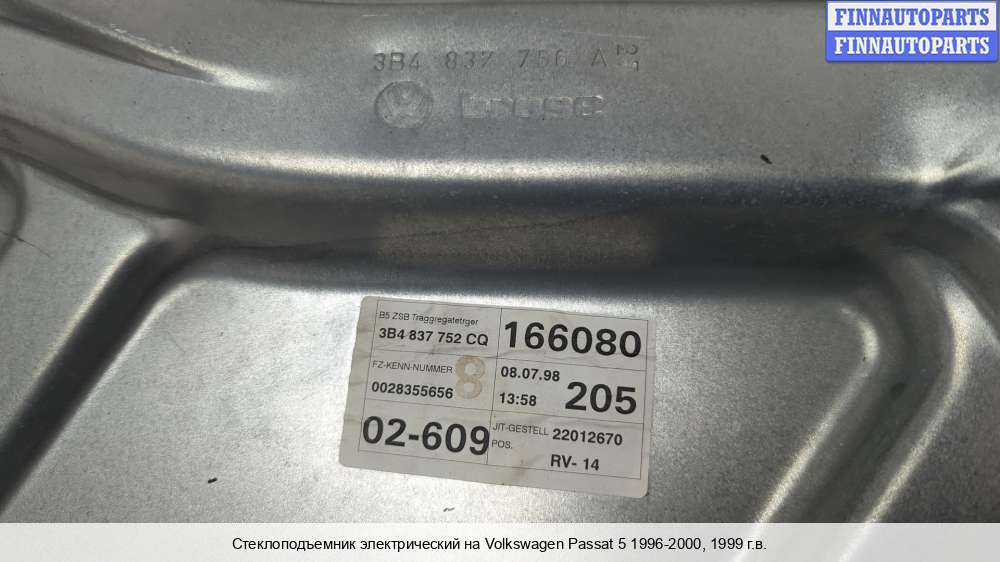 FINNAUTOPARTS
FINNAUTOPARTS
3B4 837 756 A
brose
B5 ZSB Traggregatetrger
3B4 837 752 CQ
166080
FZ-KENN-NUMMER
8
0028355656
08.07.98
13:58
205
02-609
JIT-GESTELL 22012670
POS.
RV- 14
Стеклоподъемник электрический на Volkswagen Passat 5 1996-2000, 1999 г.в.